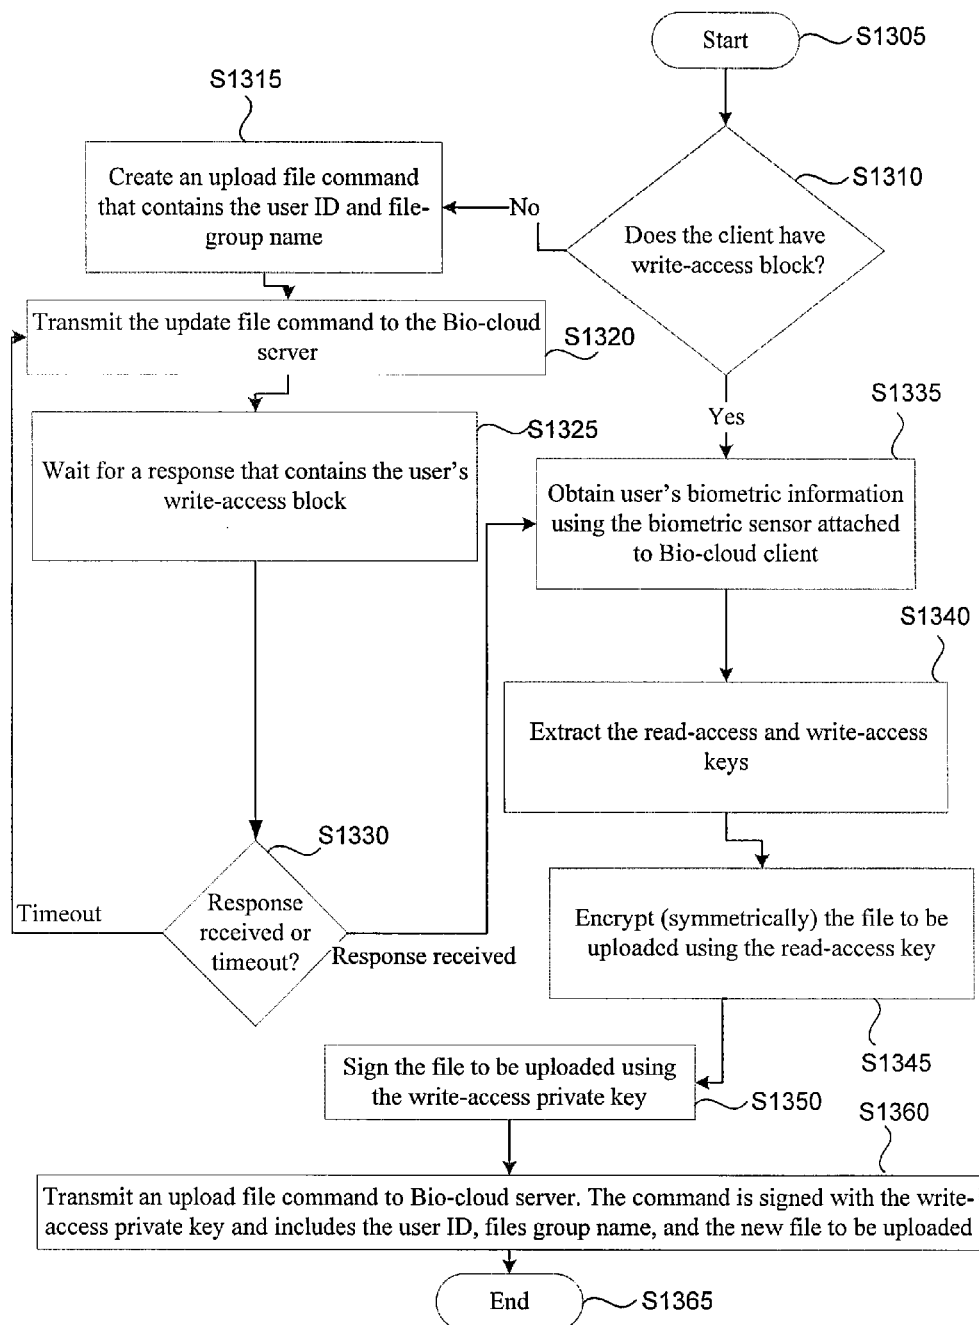 Start
S1305
S1315
Create an upload file command
that contains the user ID and file-
group name
No
S1310
Does the client have
write-access block?
Transmit the update file command to the Bio-cloud
server
S1320
Yes
S1335
S1325
Wait for a response that contains the user's
write-access block
Obtain user's biometric information
using the biometric sensor attached
to Bio-cloud client
S1340
Extract the read-access and write-access
keys
S1330
Response
received or
timeout?
Timeout
Response received
Encrypt (symmetrically) the file to be
uploaded using the read-access key
S1345
Sign the file to be uploaded using
the write-access private key
S1350
S1360
Transmit an upload file command to Bio-cloud server. The command is signed with the write-
access private key and includes the user ID, files group name, and the new file to be uploaded
End
S1365